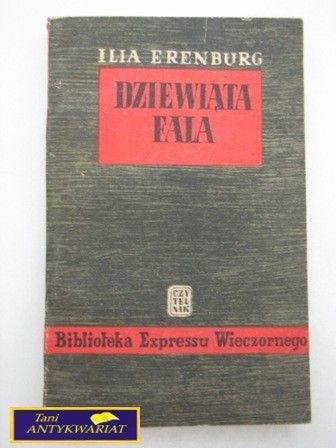 ILIA ERENBURG
DZIEWIĄTA
FALA
CZY
TEL
NIK
Biblioteka Expressu Wieczornego
Tani
ANTYKWARIAT